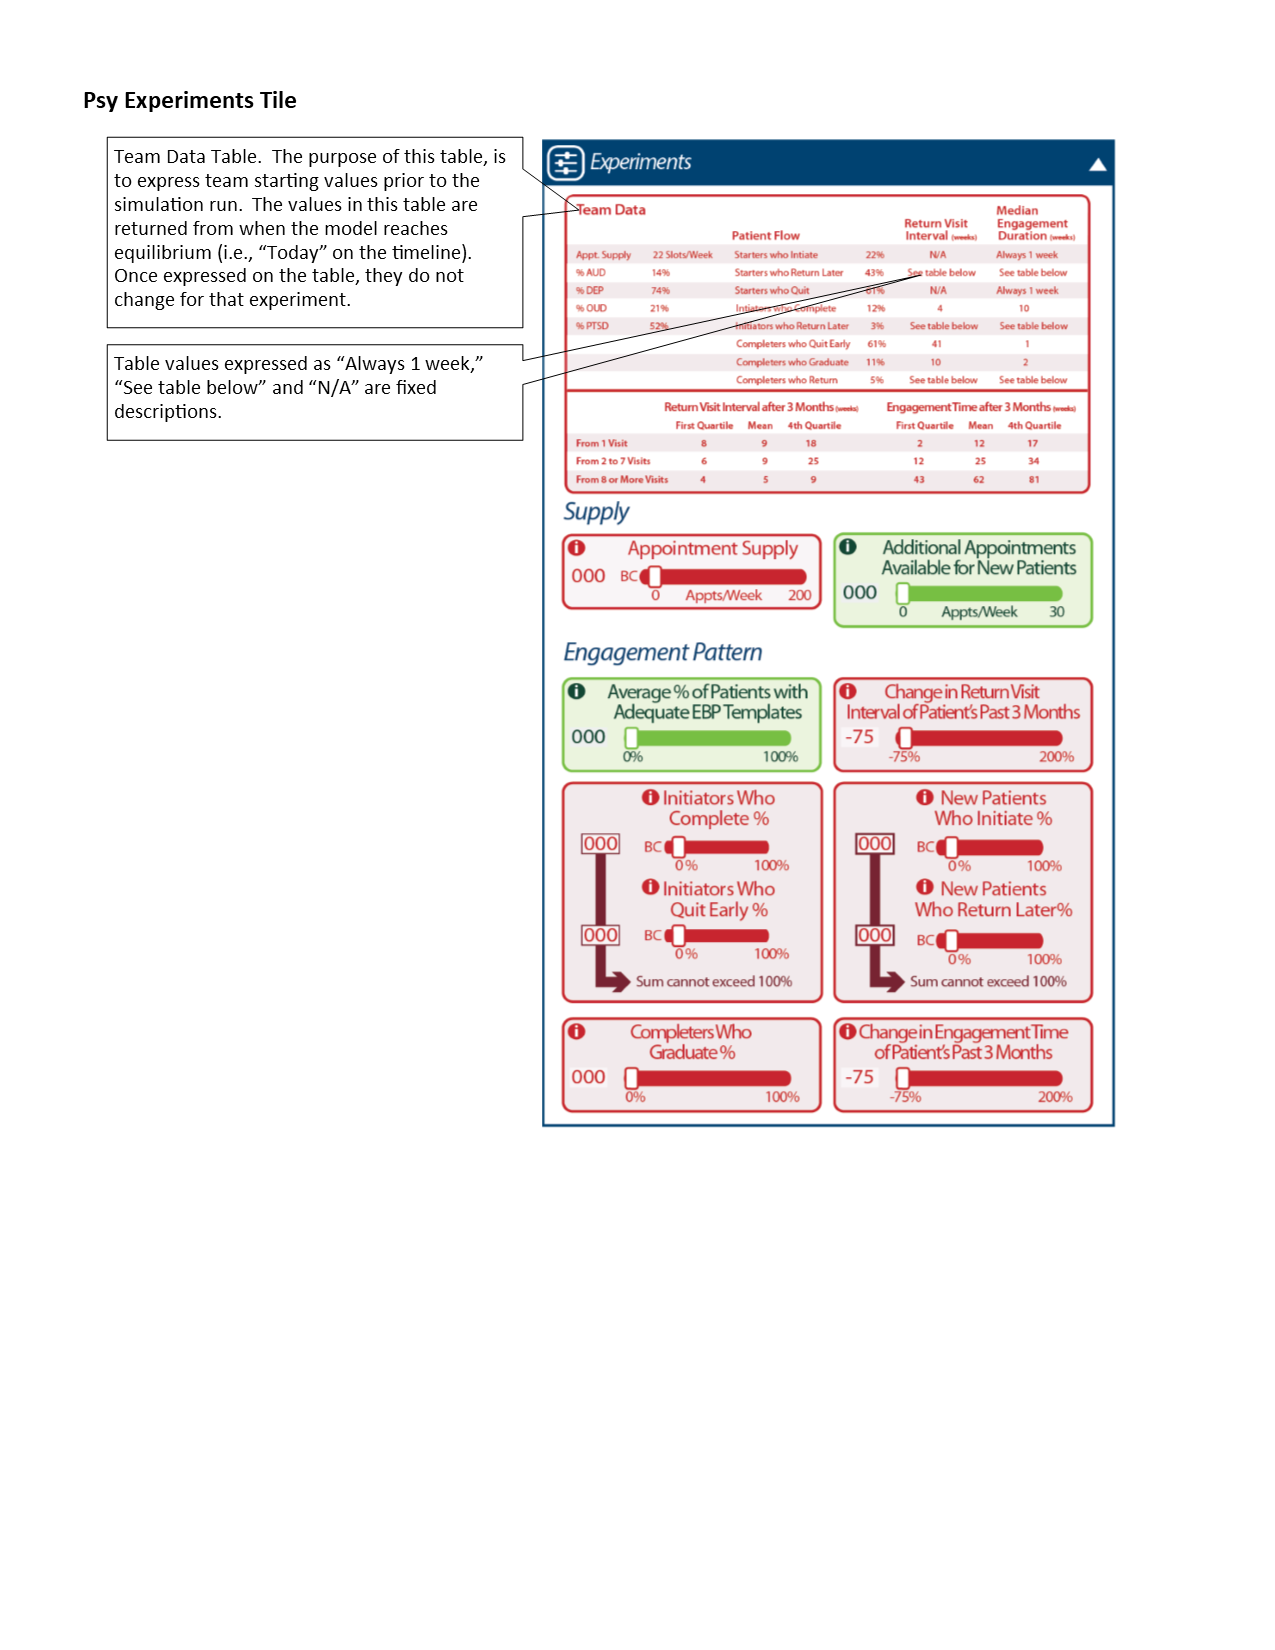 Psy Experiments Tile
Team Data Table.  The purpose of this table, is
to express team starting values prior to the
simulation run.  The values in this table are
returned from when the model reaches
equilibrium (i.e., “Today” on the timeline).
Once expressed on the table, they do not
change for that experiment.
Table values expressed as “Always 1 week,”
“See table below” and “N/A” are fixed
descriptions.
Experiments
Team Data
Patient Flow
Return Visit
Interval (weeks)
Median
Engagement
Duration (weeks)
Appt. Supply 22 Slots/Week Starters who Intiate 22% N/A Always 1 week
% AUD 14% Starters who Return Later 43% See table below See table below
% DEP 74% Starters who Quit N/A Always 1 week
% OUD 21% Intiators who Complete 12% 4 10
% PTSD 52% Initiators who Return Later 3% See table below See table below
Completers who Quit Early 61% 41 1
Completers who Graduate 11% 10 2
Completers who Return 5% See table below See table below
Return Visit Interval after 3 Months (weeks) Engagement Time after 3 Months (weeks)
First Quartile Mean 4th Quartile First Quartile Mean 4th Quartile
From 1 Visit 8 9 18 2 12 17
From 2 to 7 Visits 6 9 25 12 25 34
From 8 or More Visits 4 5 9 43 62 81
Supply
Appointment Supply
000 BC
0 Appts/Week 200
Additional Appointments
Available for New Patients
000
0 Appts/Week 30
Engagement Pattern
Average % of Patients with
Adequate EBP Templates
000
0% 100%
Change in Return Visit
Interval of Patient's Past 3 Months
-75
-75% 200%
Initiators Who
Complete %
000 BC
0% 100%
Initiators Who
Quit Early %
000 BC
0% 100%
Sum cannot exceed 100%
New Patients
Who Initiate %
000 BC
0% 100%
New Patients
Who Return Later%
000 BC
0% 100%
Sum cannot exceed 100%
Completers Who
Graduate %
000
0% 100%
Change in Engagement Time
of Patient's Past 3 Months
-75
-75% 200%